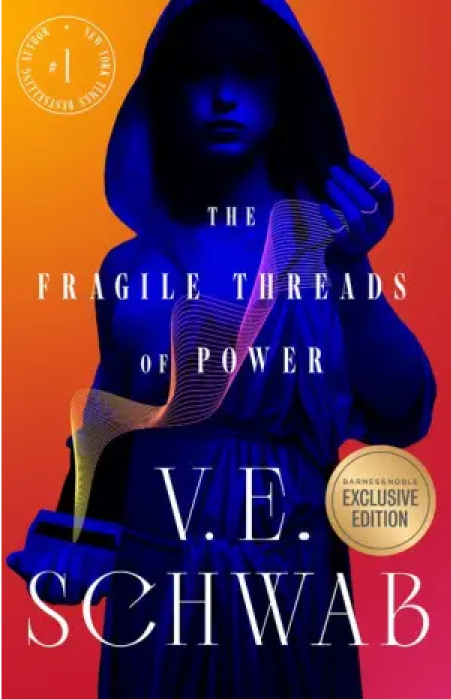 #1 NEW YORK TIMES BESTSELLING AUTHOR
THE
FRAGILE THREADS
OF POWER
V. E.
SCHWAB
BARNES & NOBLE
EXCLUSIVE
EDITION